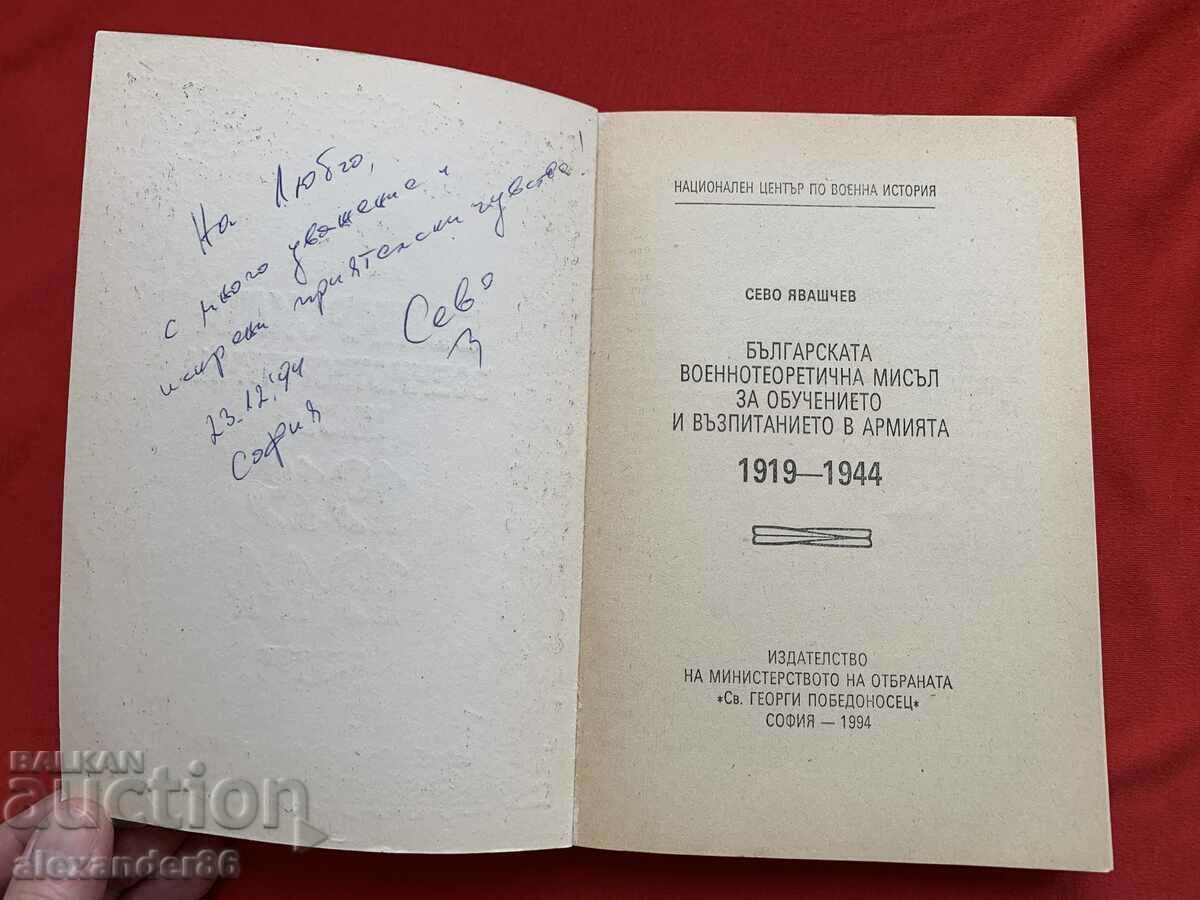 На Любчо,
с много уважение и
искрени приятелски чувства!
Сево
23.12.'94
София
НАЦИОНАЛЕН ЦЕНТЪР ПО ВОЕННА ИСТОРИЯ
СЕВО ЯВАШЧЕВ
БЪЛГАРСКАТА
ВОЕННОТЕОРЕТИЧНА МИСЪЛ
ЗА ОБУЧЕНИЕТО
И ВЪЗПИТАНИЕТО В АРМИЯТА
1919—1944
ИЗДАТЕЛСТВО
НА МИНИСТЕРСТВОТО НА ОТБРАНАТА
*Св. ГЕОРГИ ПОБЕДОНОСЕЦ*
СОФИЯ — 1994
BALKAN
auction
alexander86